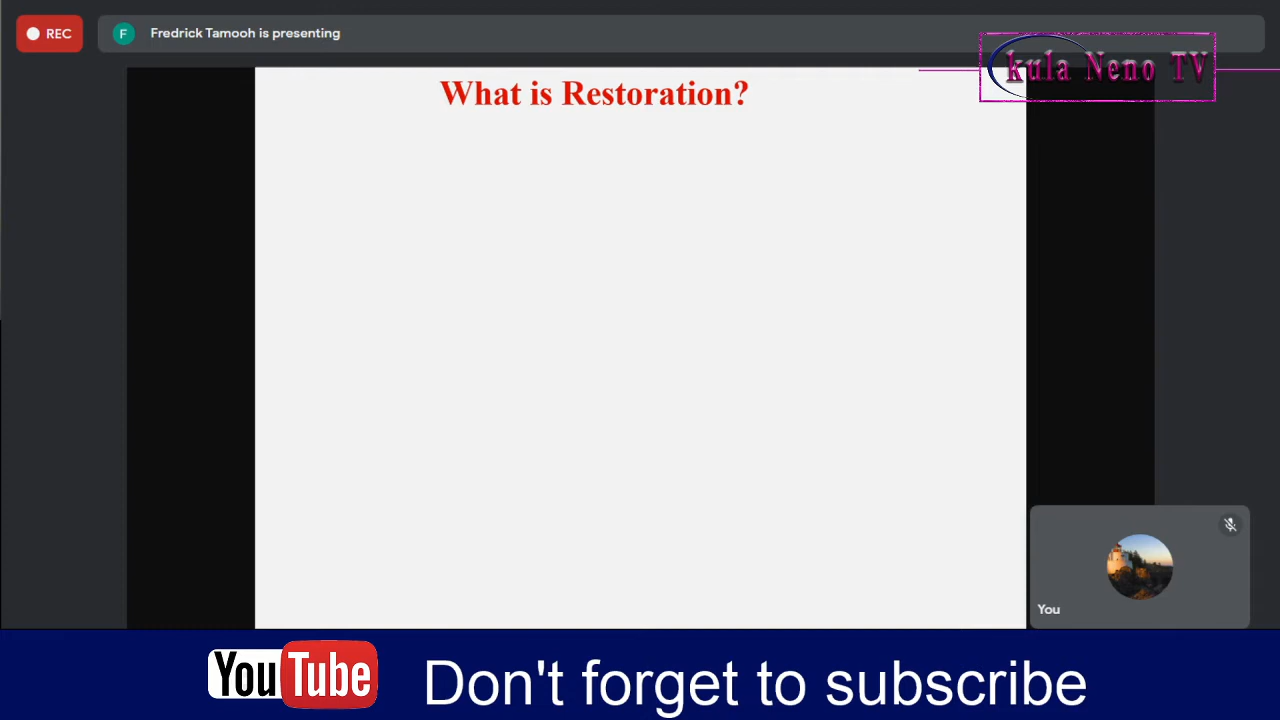 REC
F
Fredrick Tamooh is presenting
kula Neno TV
What is Restoration?
You
YouTube
Don't forget to subscribe